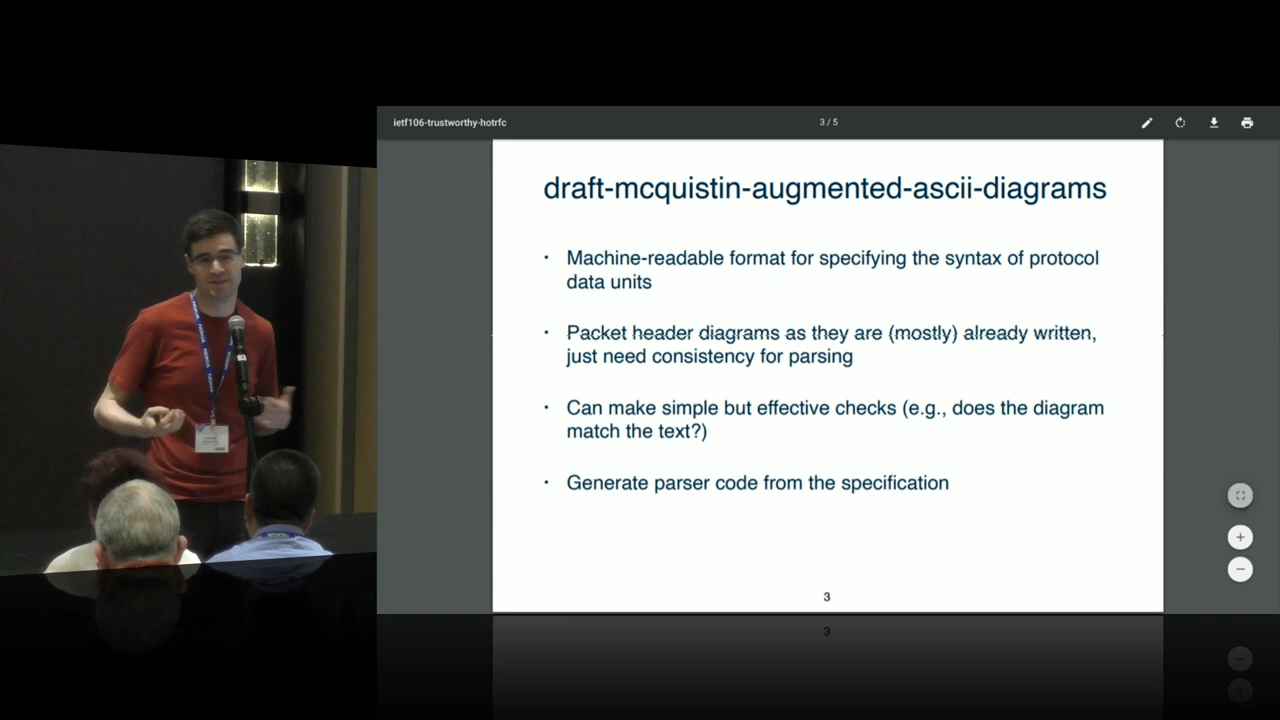 ietf106-trustworthy-hotrfc
3 / 5
draft-mcquistin-augmented-ascii-diagrams
· Machine-readable format for specifying the syntax of protocol
data units
· Packet header diagrams as they are (mostly) already written,
just need consistency for parsing
· Can make simple but effective checks (e.g., does the diagram
match the text?)
· Generate parser code from the specification
3
3
NOKIA